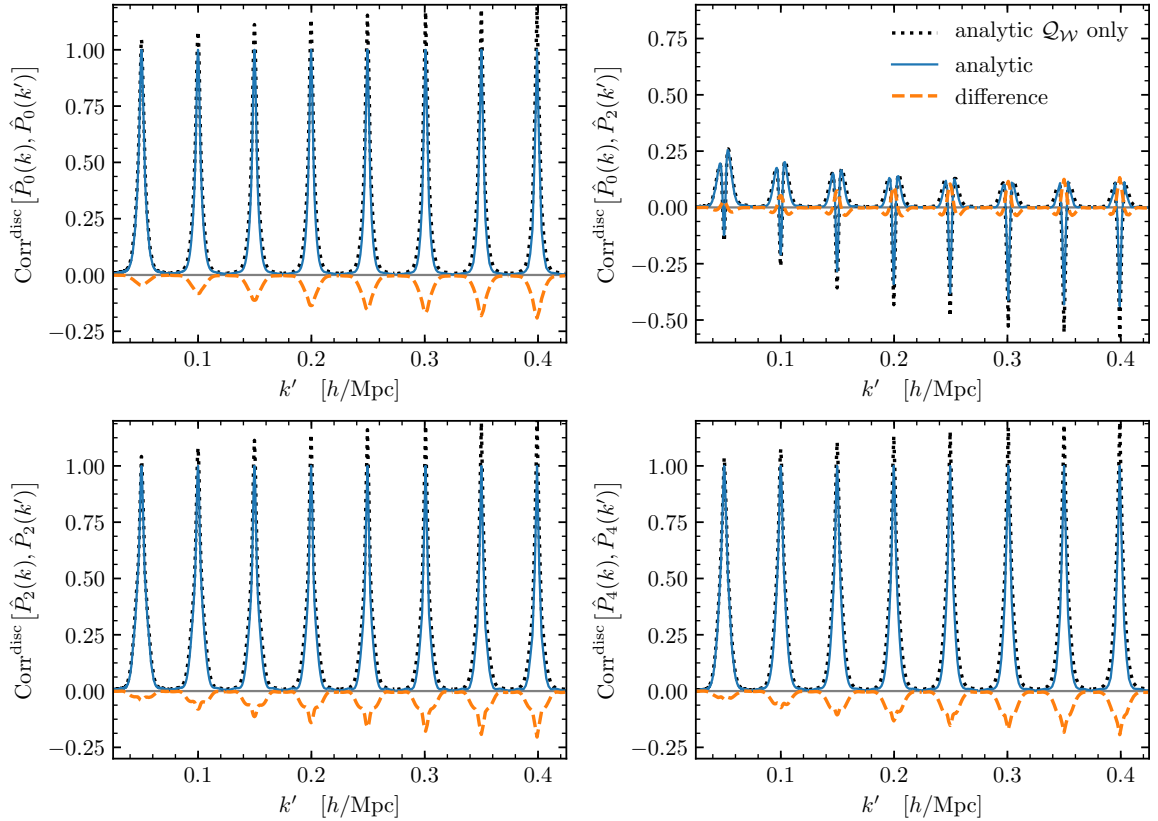 1.00
0.75
0.50
0.25
0.00
−0.25
Corr^disc [P̂_0(k), P̂_0(k′)]
0.1 0.2 0.3 0.4
k′ [h/Mpc]
0.75
0.50
0.25
0.00
−0.25
−0.50
Corr^disc [P̂_0(k), P̂_2(k′)]
analytic 𝒬_𝒲 only
analytic
difference
0.1 0.2 0.3 0.4
k′ [h/Mpc]
1.00
0.75
0.50
0.25
0.00
−0.25
Corr^disc [P̂_2(k), P̂_2(k′)]
0.1 0.2 0.3 0.4
k′ [h/Mpc]
1.00
0.75
0.50
0.25
0.00
−0.25
Corr^disc [P̂_4(k), P̂_4(k′)]
0.1 0.2 0.3 0.4
k′ [h/Mpc]